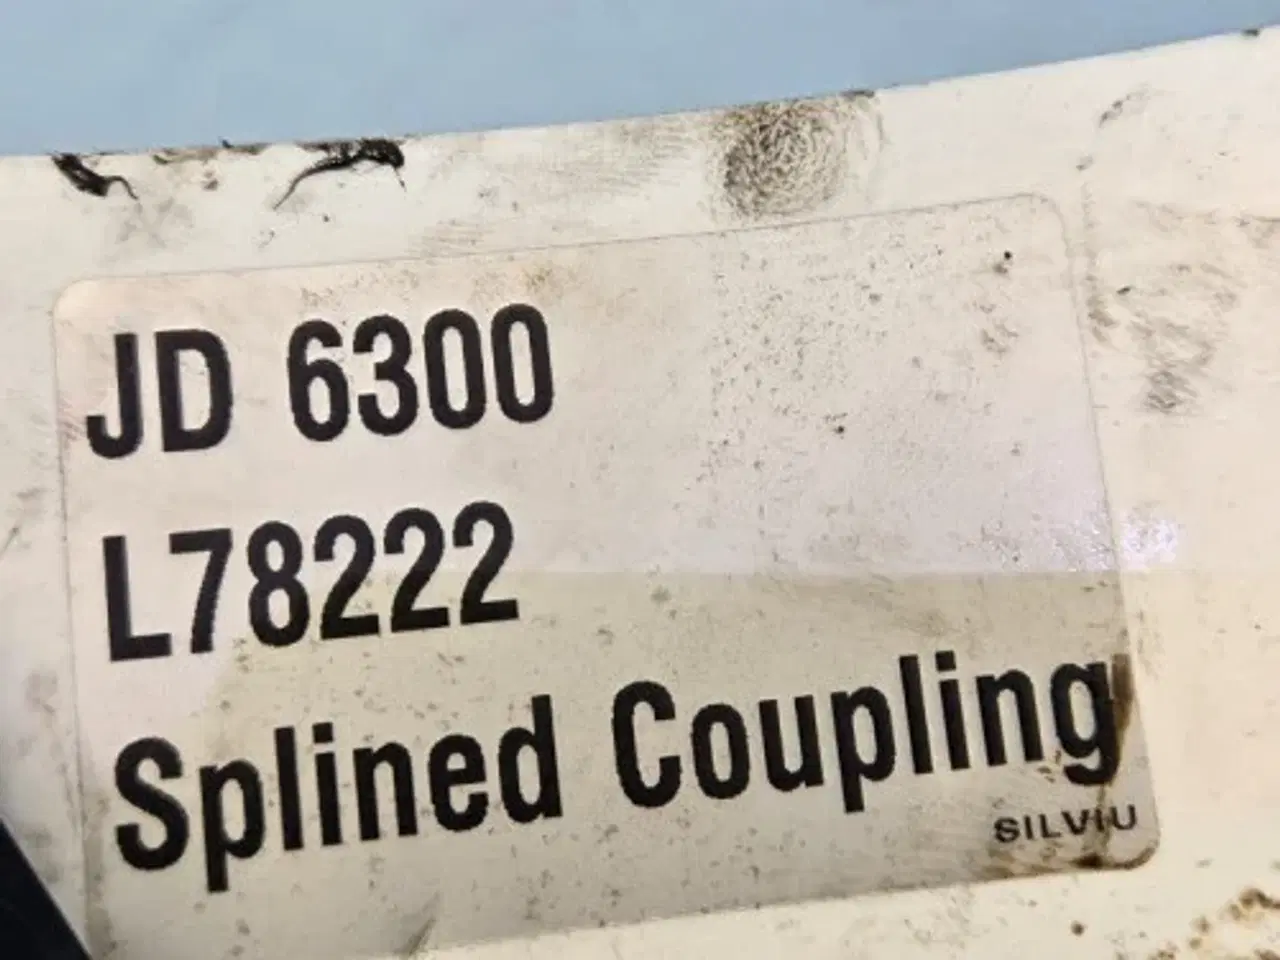 JD 6300
L78222
Splined Coupling
SILVIU